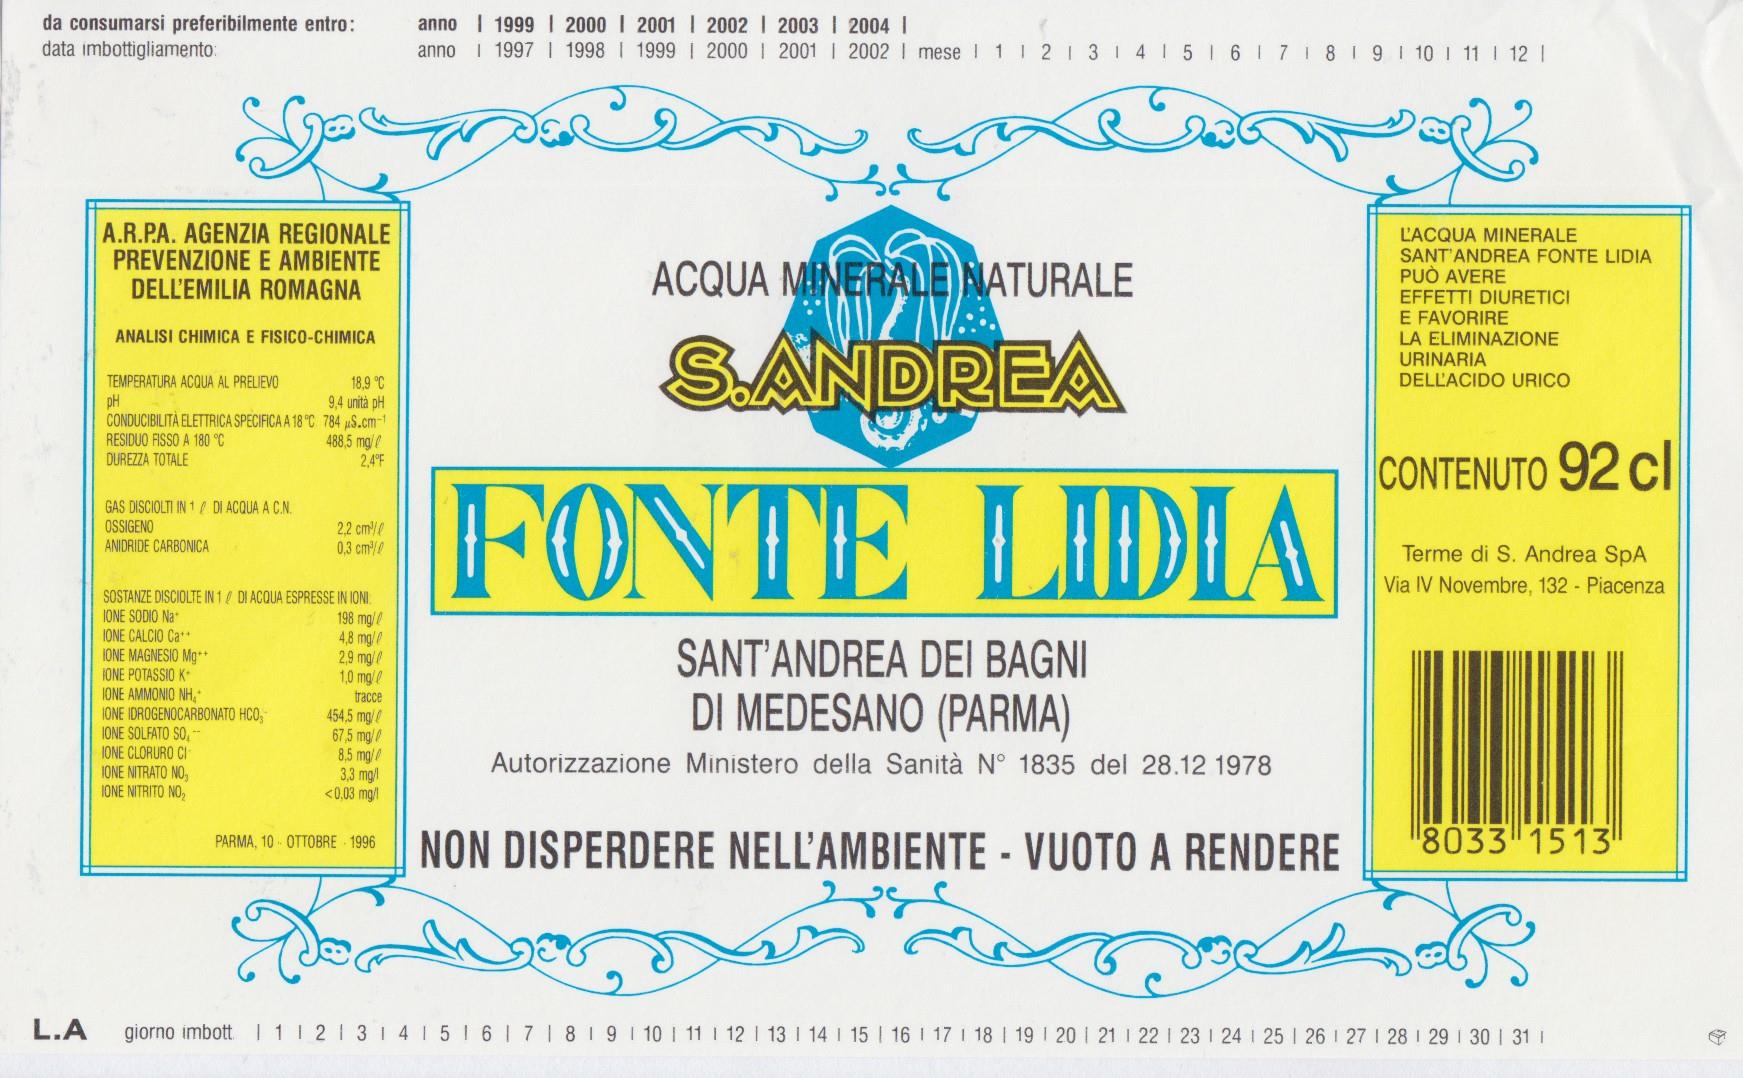 da consumarsi preferibilmente entro: anno | 1999 | 2000 | 2001 | 2002 | 2003 | 2004 |
data imbottigliamento: anno | 1997 | 1998 | 1999 | 2000 | 2001 | 2002 | mese | 1 | 2 | 3 | 4 | 5 | 6 | 7 | 8 | 9 | 10 | 11 | 12 |
A.R.P.A. AGENZIA REGIONALE
PREVENZIONE E AMBIENTE
DELL'EMILIA ROMAGNA
ANALISI CHIMICA E FISICO-CHIMICA
TEMPERATURA ACQUA AL PRELIEVO 18,9 °C
pH 9,4 unità pH
CONDUCIBILITÀ ELETTRICA SPECIFICA A 18 °C 784 µS.cm⁻¹
RESIDUO FISSO A 180 °C 488,5 mg/ℓ
DUREZZA TOTALE 2,4°F
GAS DISCIOLTI IN 1 ℓ DI ACQUA A C.N.
OSSIGENO 2,2 cm³/ℓ
ANIDRIDE CARBONICA 0,3 cm³/ℓ
SOSTANZE DISCIOLTE IN 1 ℓ DI ACQUA ESPRESSE IN IONI:
IONE SODIO Na⁺ 198 mg/ℓ
IONE CALCIO Ca⁺⁺ 4,8 mg/ℓ
IONE MAGNESIO Mg⁺⁺ 2,9 mg/ℓ
IONE POTASSIO K⁺ 1,0 mg/ℓ
IONE AMMONIO NH₄⁺ tracce
IONE IDROGENOCARBONATO HCO₃⁻ 454,5 mg/ℓ
IONE SOLFATO SO₄⁻⁻ 67,5 mg/ℓ
IONE CLORURO Cl⁻ 8,5 mg/ℓ
IONE NITRATO NO₃ 3,3 mg/l
IONE NITRITO NO₂ <0,03 mg/l
PARMA, 10 - OTTOBRE - 1996
ACQUA MINERALE NATURALE
S.ANDREA
FONTE LIDIA
SANT'ANDREA DEI BAGNI
DI MEDESANO (PARMA)
Autorizzazione Ministero della Sanità N° 1835 del 28.12 1978
NON DISPERDERE NELL'AMBIENTE - VUOTO A RENDERE
L'ACQUA MINERALE
SANT'ANDREA FONTE LIDIA
PUÒ AVERE
EFFETTI DIURETICI
E FAVORIRE
LA ELIMINAZIONE
URINARIA
DELL'ACIDO URICO
CONTENUTO 92 cl
Terme di S. Andrea SpA
Via IV Novembre, 132 - Piacenza
8033 1513
L.A giorno imbott. | 1 | 2 | 3 | 4 | 5 | 6 | 7 | 8 | 9 | 10 | 11 | 12 | 13 | 14 | 15 | 16 | 17 | 18 | 19 | 20 | 21 | 22 | 23 | 24 | 25 | 26 | 27 | 28 | 29 | 30 | 31 |